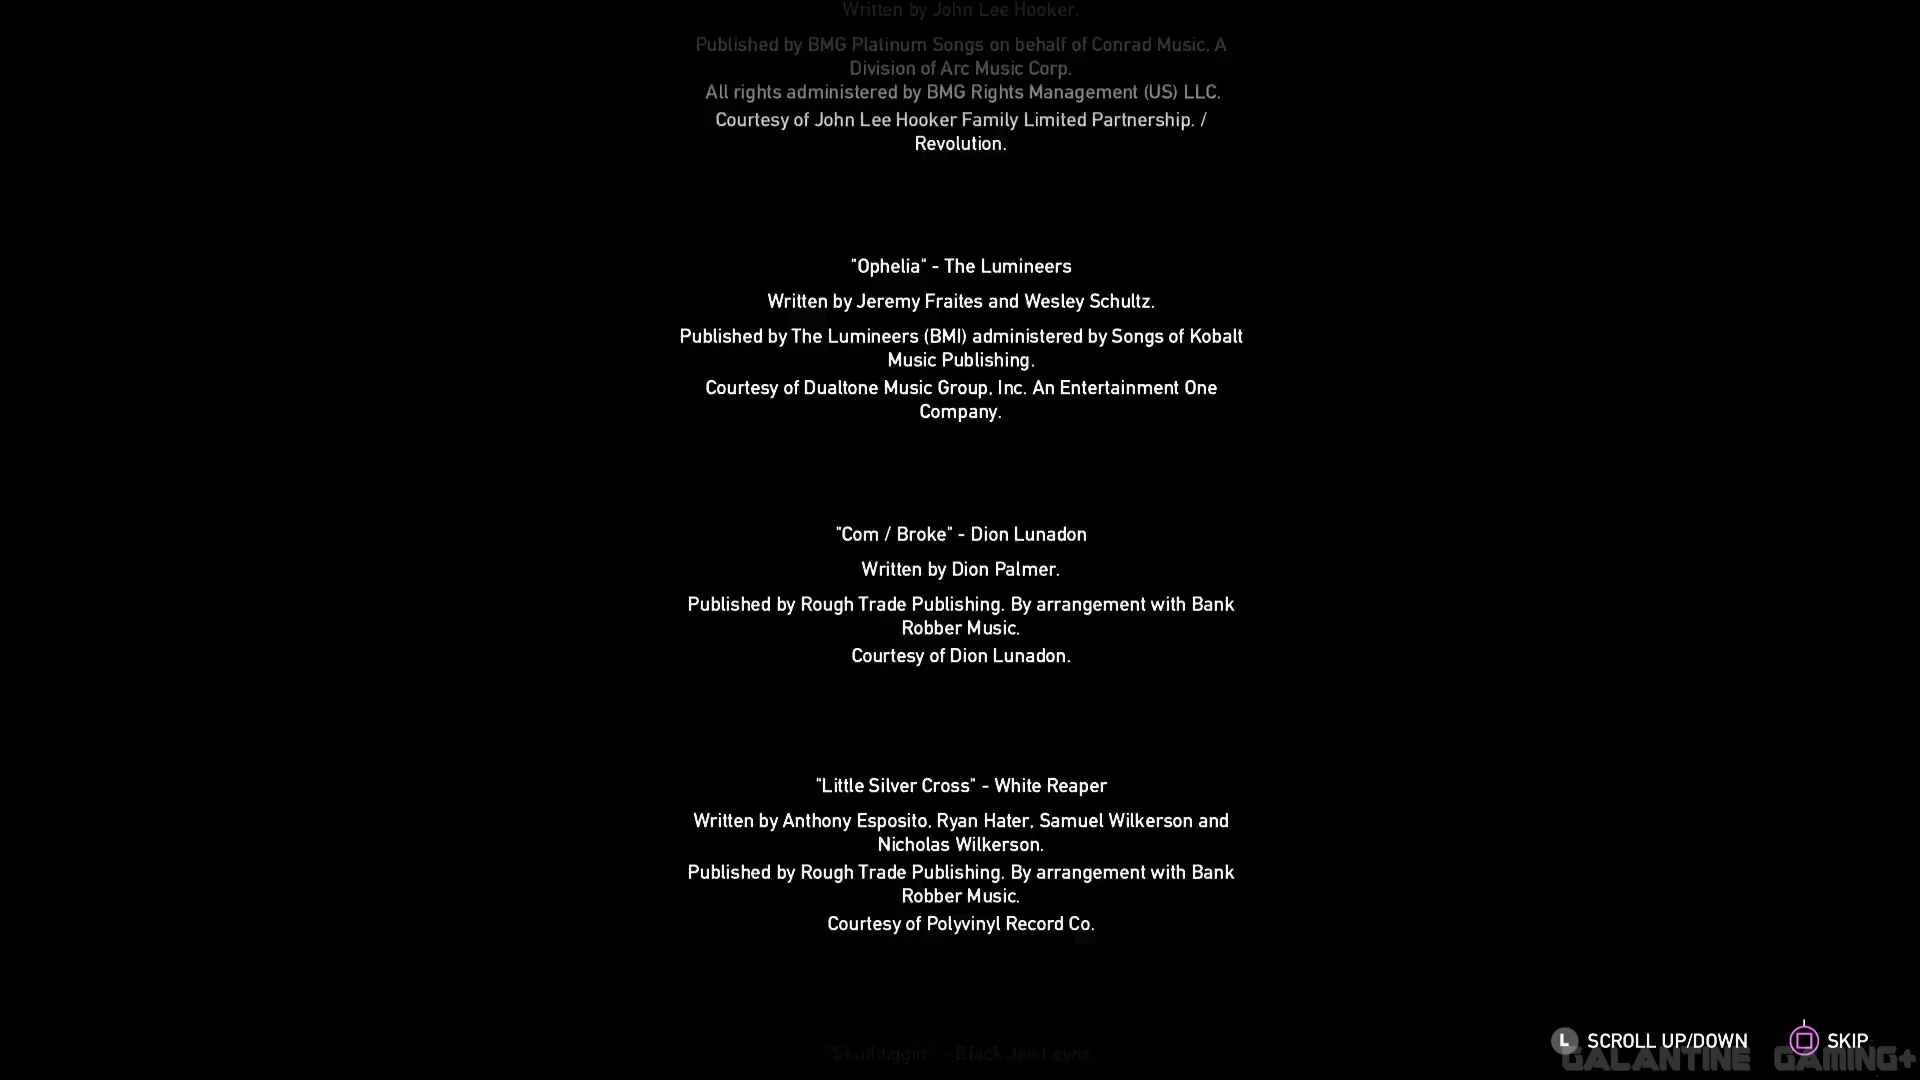 Written by John Lee Hooker.
Published by BMG Platinum Songs on behalf of Conrad Music, A
Division of Arc Music Corp.
All rights administered by BMG Rights Management (US) LLC.
Courtesy of John Lee Hooker Family Limited Partnership. /
Revolution.
"Ophelia" - The Lumineers
Written by Jeremy Fraites and Wesley Schultz.
Published by The Lumineers (BMI) administered by Songs of Kobalt
Music Publishing.
Courtesy of Dualtone Music Group, Inc. An Entertainment One
Company.
"Com / Broke" - Dion Lunadon
Written by Dion Palmer.
Published by Rough Trade Publishing. By arrangement with Bank
Robber Music.
Courtesy of Dion Lunadon.
"Little Silver Cross" - White Reaper
Written by Anthony Esposito, Ryan Hater, Samuel Wilkerson and
Nicholas Wilkerson.
Published by Rough Trade Publishing. By arrangement with Bank
Robber Music.
Courtesy of Polyvinyl Record Co.
- Black Joe Lewis
L SCROLL UP/DOWN SKIP
GALANTINE GAMING+